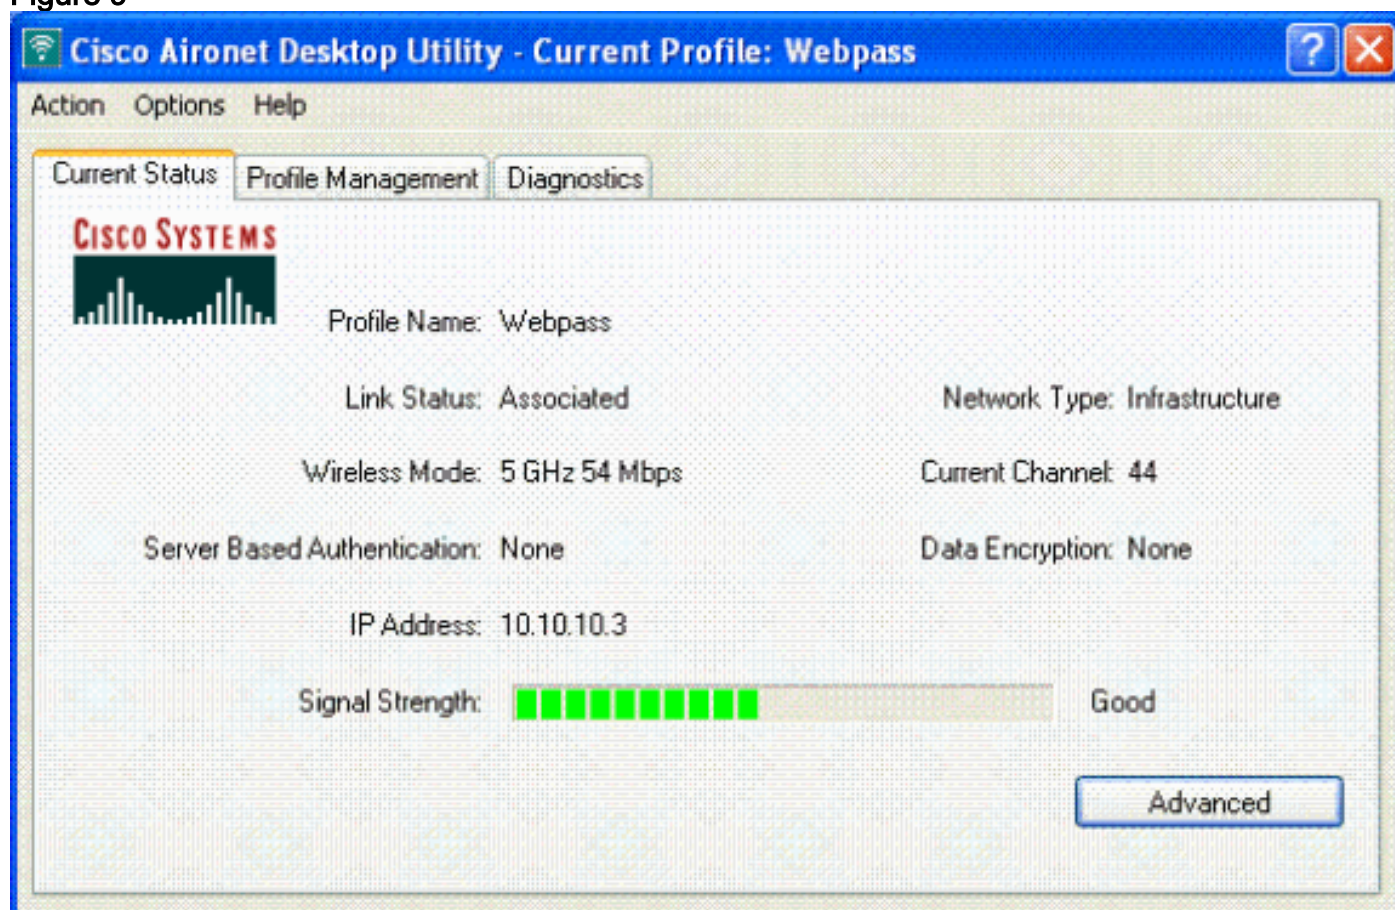 Cisco Aironet Desktop Utility - Current Profile: Webpass
Action Options Help
Current Status Profile Management Diagnostics
CISCO SYSTEMS
Profile Name: Webpass
Link Status: Associated Network Type: Infrastructure
Wireless Mode: 5 GHz 54 Mbps Current Channel: 44
Server Based Authentication: None Data Encryption: None
IP Address: 10.10.10.3
Signal Strength: Good
Advanced